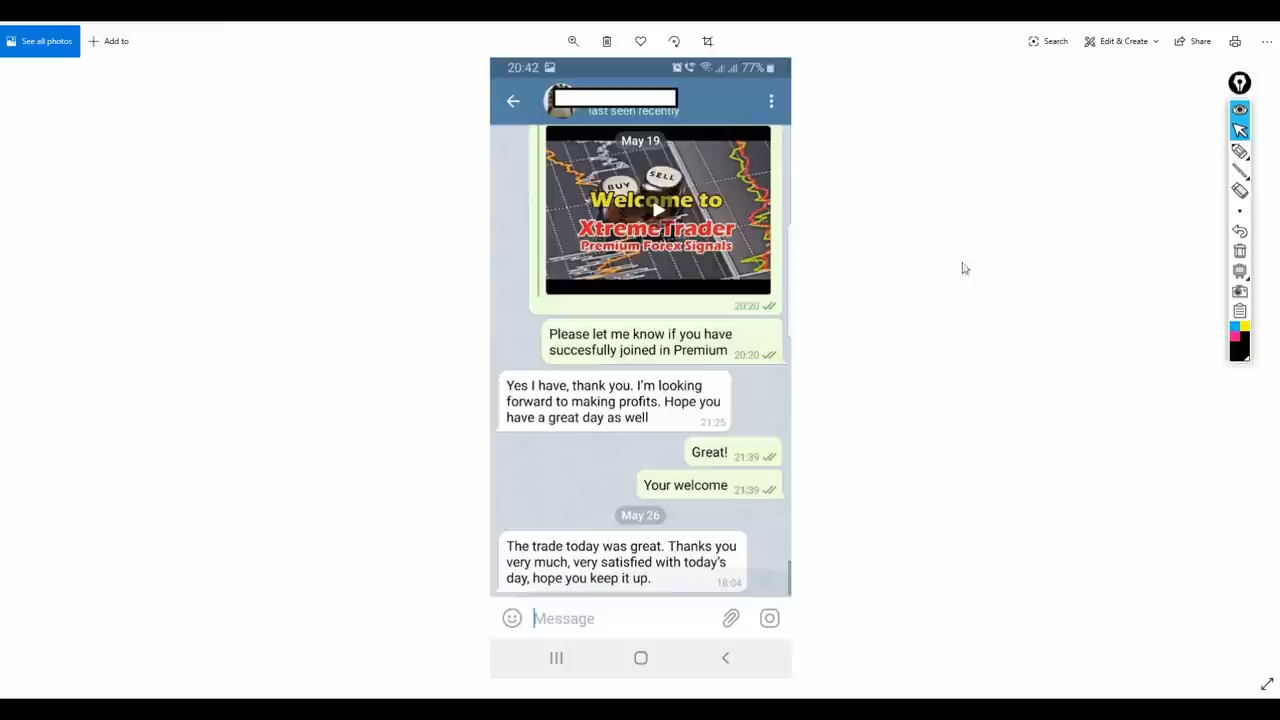 See all photos
Add to
Search
Edit & Create
Share
20:42
77%
last seen recently
May 19
BUY
SELL
Welcome to
XtremeTrader
Premium Forex Signals
20:20
Please let me know if you have
succesfully joined in Premium
20:20
Yes I have, thank you. I'm looking
forward to making profits. Hope you
have a great day as well
21:25
Great!
21:39
Your welcome
21:39
May 26
The trade today was great. Thanks you
very much, very satisfied with today's
day, hope you keep it up.
18:04
Message